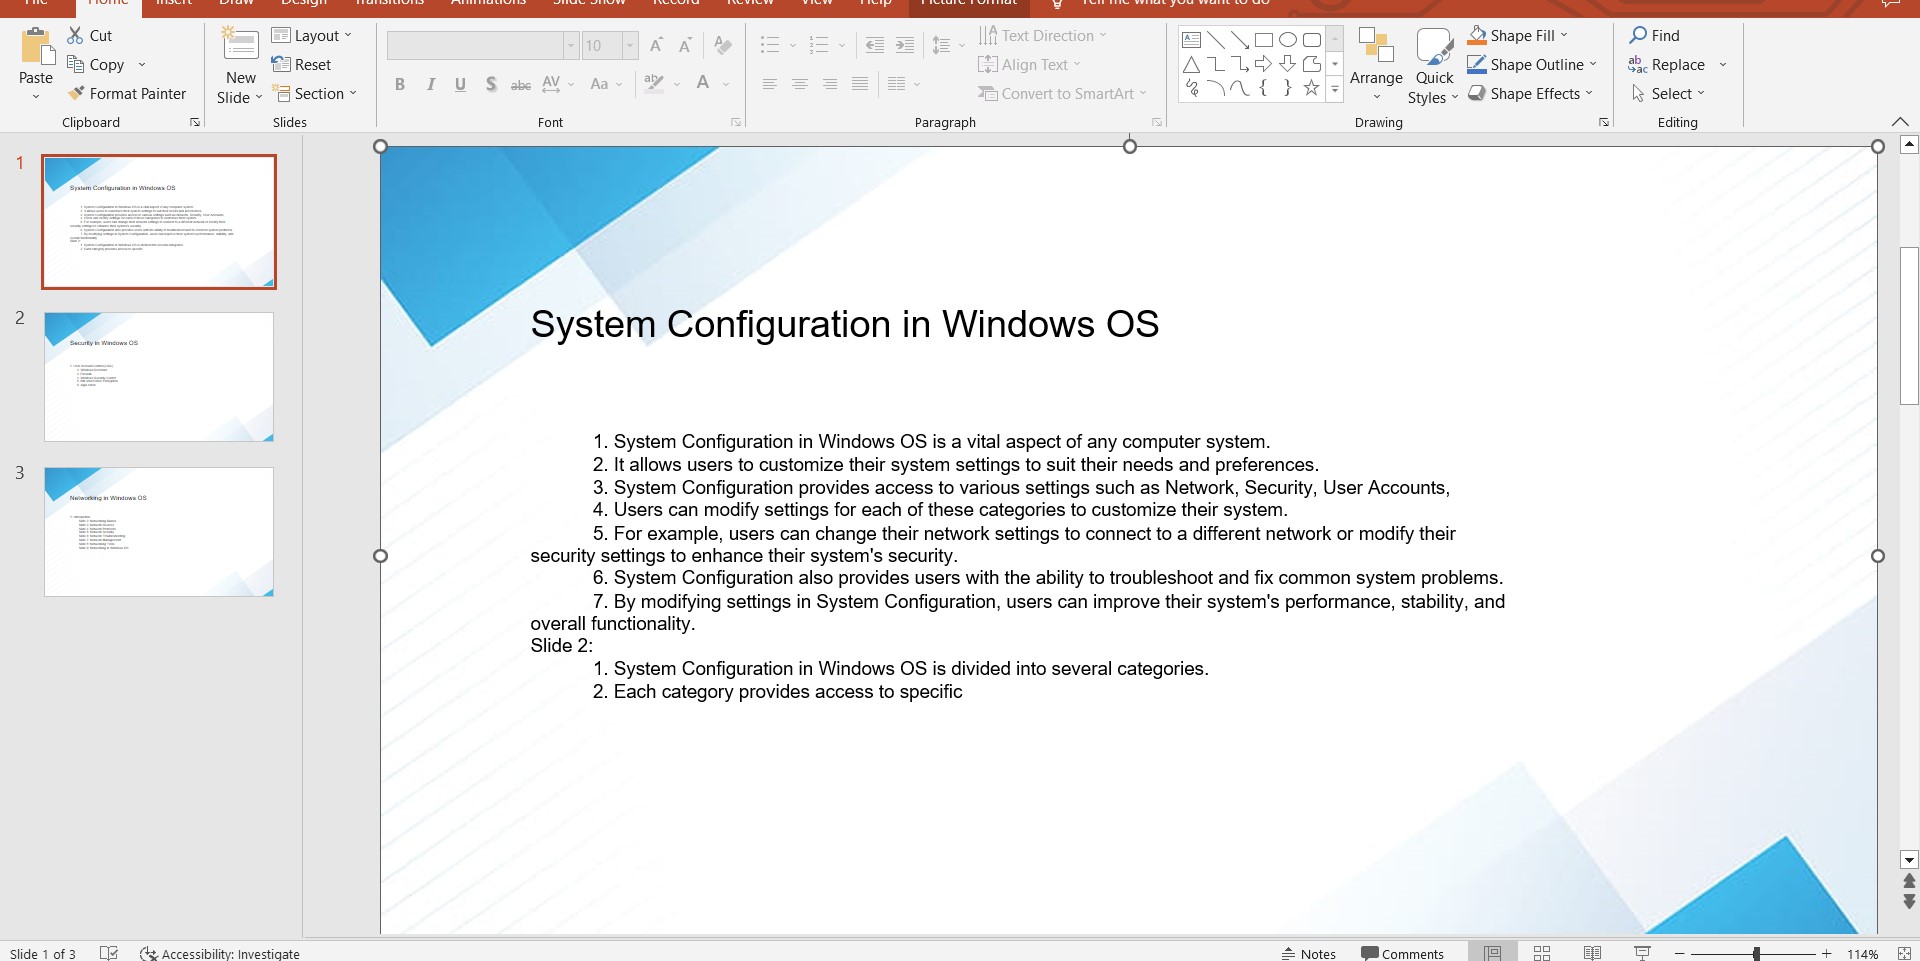 File Home Insert Draw Design Transitions Animations Slide Show Record Review View Help Picture Format Tell me what you want to do
Paste
Cut
Copy
Format Painter
Clipboard
New
Slide
Layout
Reset
Section
Slides
10
B I U S abc AV Aa A
Font
Text Direction
Align Text
Convert to SmartArt
Paragraph
Arrange
Quick
Styles
Shape Fill
Shape Outline
Shape Effects
Drawing
Find
Replace
Select
Editing
1
System Configuration in Windows OS
2
Security in Windows OS
3
Networking in Windows OS
System Configuration in Windows OS
1. System Configuration in Windows OS is a vital aspect of any computer system.
2. It allows users to customize their system settings to suit their needs and preferences.
3. System Configuration provides access to various settings such as Network, Security, User Accounts,
4. Users can modify settings for each of these categories to customize their system.
5. For example, users can change their network settings to connect to a different network or modify their
security settings to enhance their system's security.
6. System Configuration also provides users with the ability to troubleshoot and fix common system problems.
7. By modifying settings in System Configuration, users can improve their system's performance, stability, and
overall functionality.
Slide 2:
1. System Configuration in Windows OS is divided into several categories.
2. Each category provides access to specific
Slide 1 of 3
Accessibility: Investigate
Notes
Comments
114%